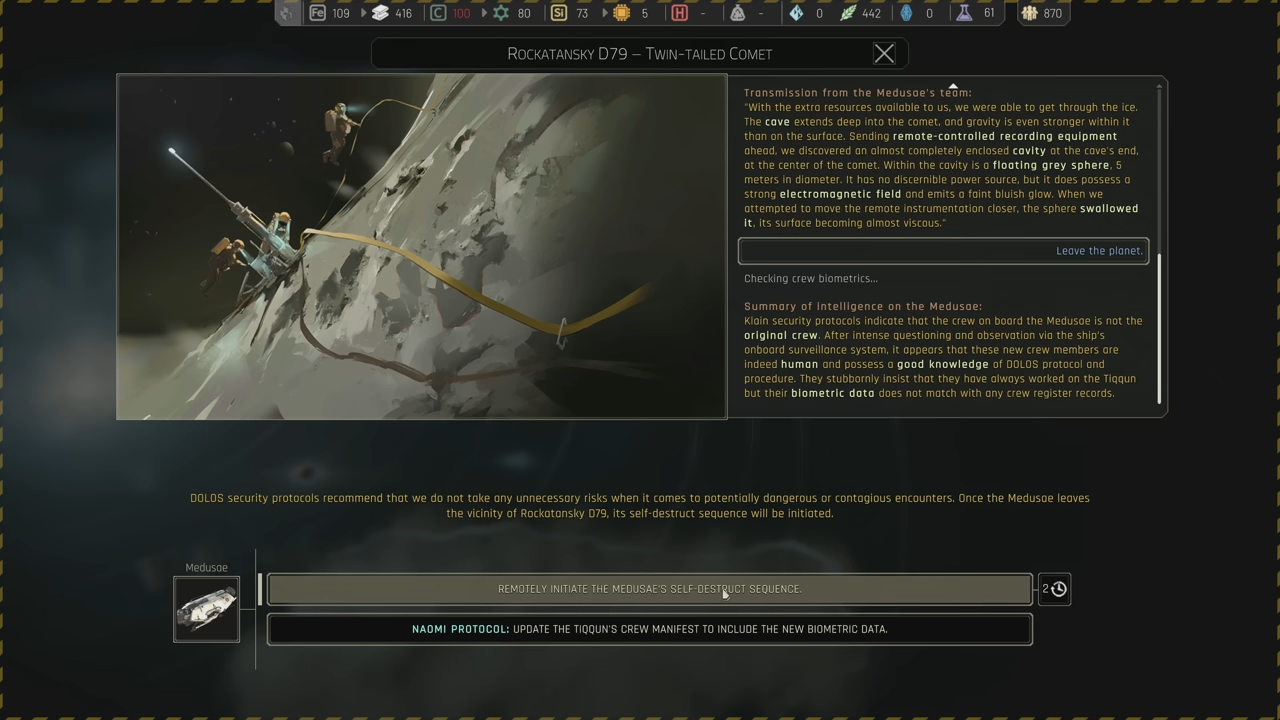 Fe 109 416 C 100 80 Si 73 5 H - - 0 442 0 61 870
ROCKATANSKY D79 – TWIN-TAILED COMET
Transmission from the Medusae's team:
"With the extra resources available to us, we were able to get through the ice.
The cave extends deep into the comet, and gravity is even stronger within it
than on the surface. Sending remote-controlled recording equipment
ahead, we discovered an almost completely enclosed cavity at the cave's end,
at the center of the comet. Within the cavity is a floating grey sphere, 5
meters in diameter. It has no discernible power source, but it does possess a
strong electromagnetic field and emits a faint bluish glow. When we
attempted to move the remote instrumentation closer, the sphere swallowed
it, its surface becoming almost viscous."
Leave the planet.
Checking crew biometrics...
Summary of intelligence on the Medusae:
Klain security protocols indicate that the crew on board the Medusae is not the
original crew. After intense questioning and observation via the ship's
onboard surveillance system, it appears that these new crew members are
indeed human and possess a good knowledge of DOLOS protocol and
procedure. They stubbornly insist that they have always worked on the Tiqqun
but their biometric data does not match with any crew register records.
DOLOS security protocols recommend that we do not take any unnecessary risks when it comes to potentially dangerous or contagious encounters. Once the Medusae leaves
the vicinity of Rockatansky D79, its self-destruct sequence will be initiated.
Medusae
REMOTELY INITIATE THE MEDUSAE'S SELF-DESTRUCT SEQUENCE.
2
NAOMI PROTOCOL: UPDATE THE TIQQUN'S CREW MANIFEST TO INCLUDE THE NEW BIOMETRIC DATA.